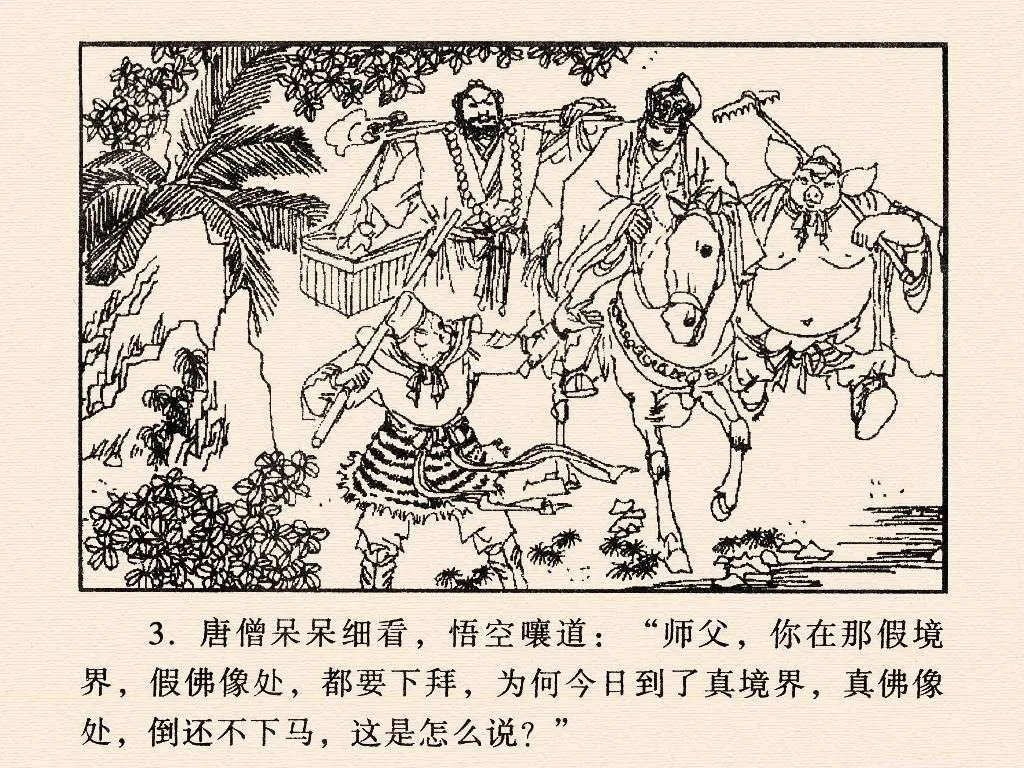 3. 唐僧呆呆细看，悟空嚷道：“师父，你在那假境
界，假佛像处，都要下拜，为何今日到了真境界，真佛像
处，倒还不下马，这是怎么说？”